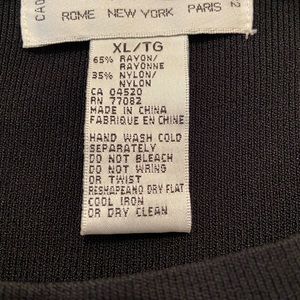 ROME NEW YORK PARIS
XL/TG
65% RAYON/
RAYONNE
35% NYLON/
NYLON
CA 04520
RN 77082
MADE IN CHINA
FABRIQUE EN CHINE
HAND WASH COLD
SEPARATELY
DO NOT BLEACH
DO NOT WRING
OR TWIST
RESHAPEAND DRY FLAT
COOL IRON
OR DRY CLEAN